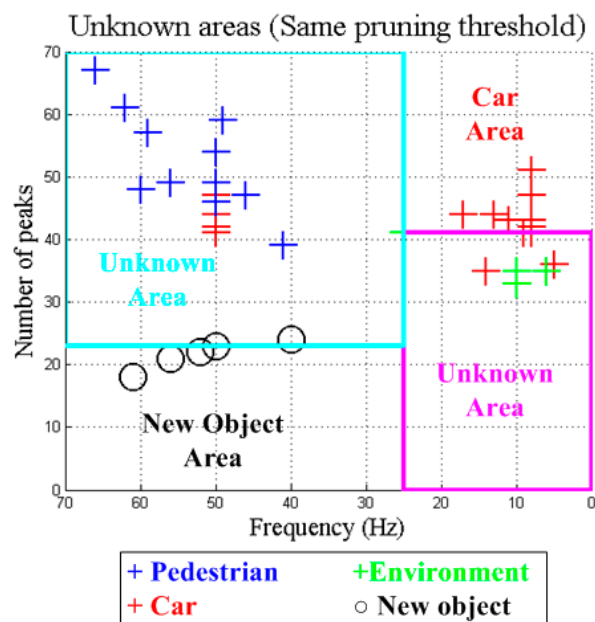 Unknown areas (Same pruning threshold)
Number of peaks
70
60
50
40
30
20
10
0
Car
Area
Unknown
Area
Unknown
Area
New Object
Area
70 60 50 40 30 20 10 0
Frequency (Hz)
+ Pedestrian +Environment
+ Car ○ New object